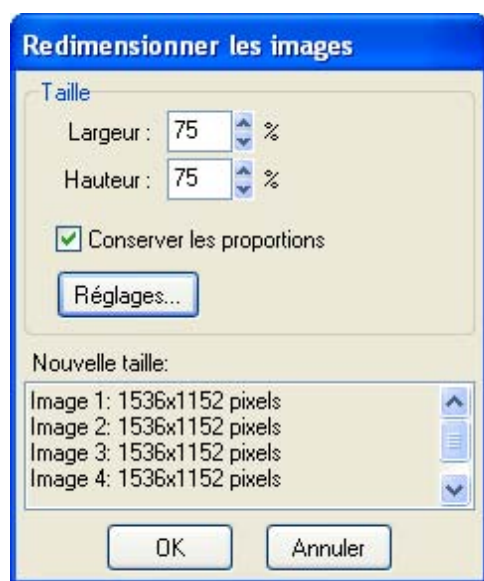 Redimensionner les images
Taille
Largeur : 75 %
Hauteur : 75 %
Conserver les proportions
Réglages...
Nouvelle taille:
Image 1: 1536x1152 pixels
Image 2: 1536x1152 pixels
Image 3: 1536x1152 pixels
Image 4: 1536x1152 pixels
OK Annuler